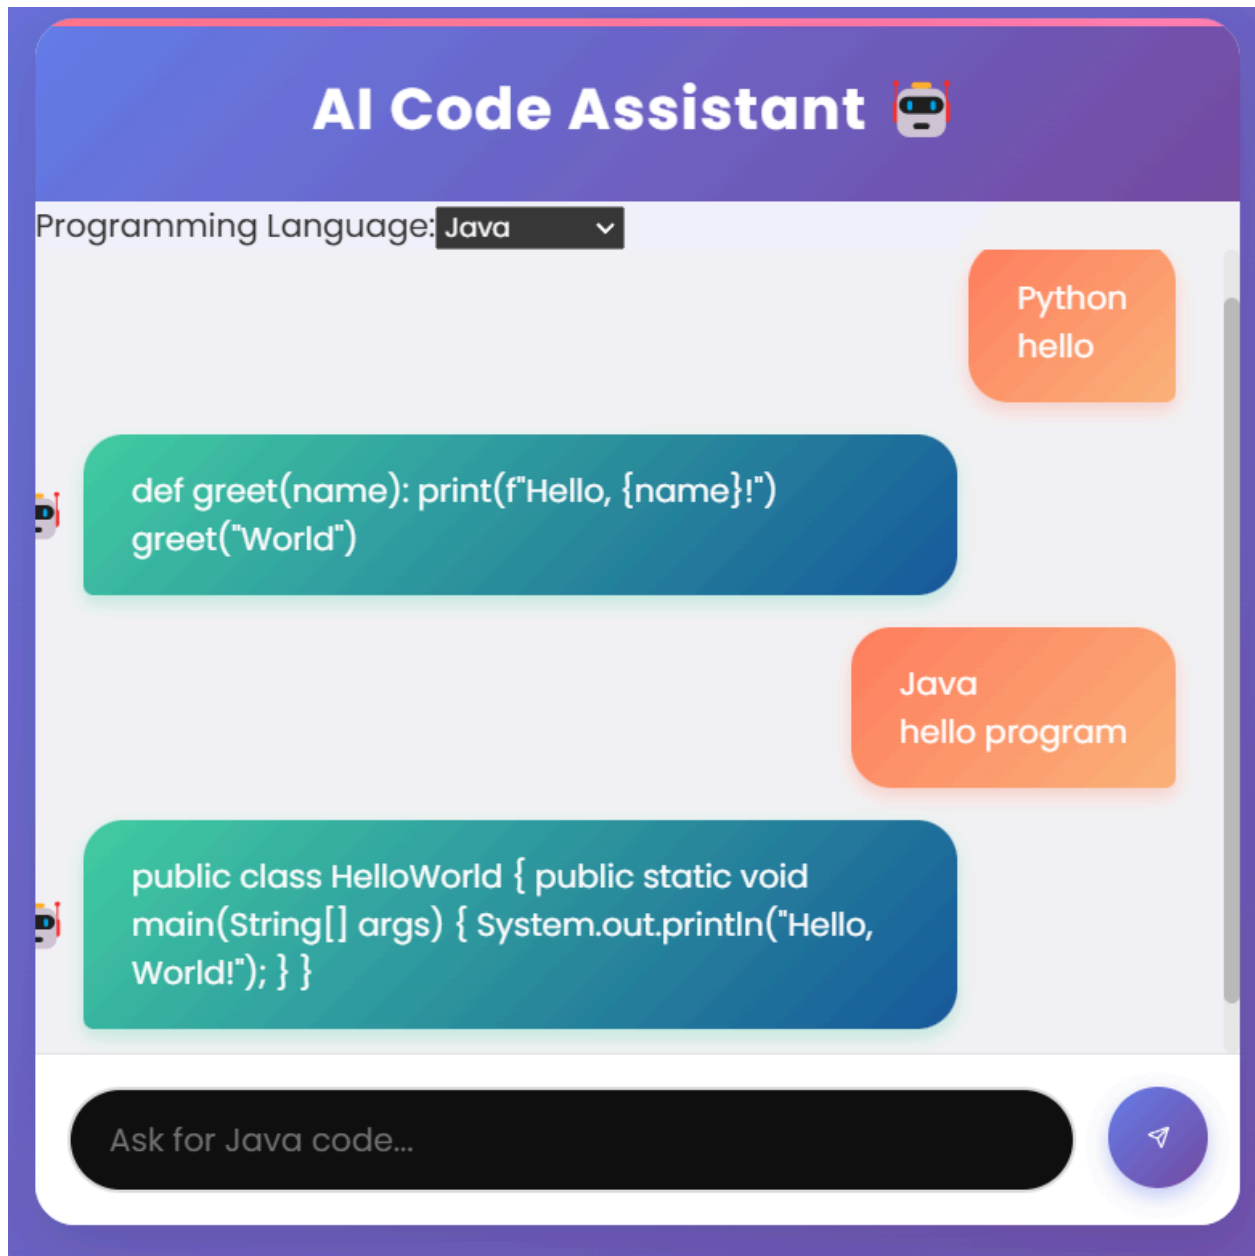 AI Code Assistant
Programming Language: Java
Python
hello
def greet(name): print(f"Hello, {name}!")
greet("World")
Java
hello program
public class HelloWorld { public static void
main(String[] args) { System.out.println("Hello,
World!"); } }
Ask for Java code...